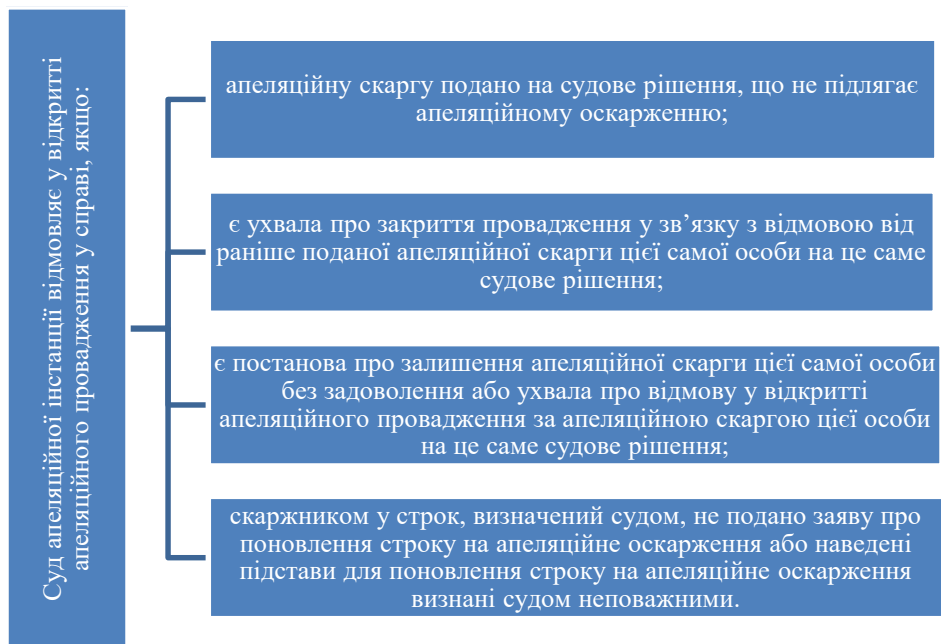 Суд апеляційної інстанції відмовляє у відкритті
апеляційного провадження у справі, якщо:
апеляційну скаргу подано на судове рішення, що не підлягає
апеляційному оскарженню;
є ухвала про закриття провадження у зв’язку з відмовою від
раніше поданої апеляційної скарги цієї самої особи на це саме
судове рішення;
є постанова про залишення апеляційної скарги цієї самої особи
без задоволення або ухвала про відмову у відкритті
апеляційного провадження за апеляційною скаргою цієї особи
на це саме судове рішення;
скаржником у строк, визначений судом, не подано заяву про
поновлення строку на апеляційне оскарження або наведені
підстави для поновлення строку на апеляційне оскарження
визнані судом неповажними.